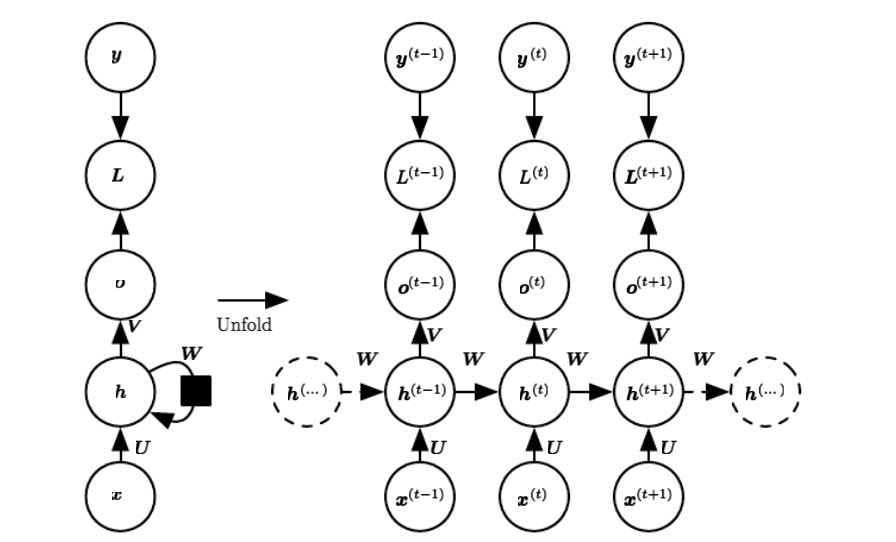 y y^(t−1) y^(t) y^(t+1)
L L^(t−1) L^(t) L^(t+1)
o o^(t−1) o^(t) o^(t+1)
Unfold
V V V V
W W W W W
h h^(...) h^(t−1) h^(t) h^(t+1) h^(...)
U U U U
x x^(t−1) x^(t) x^(t+1)